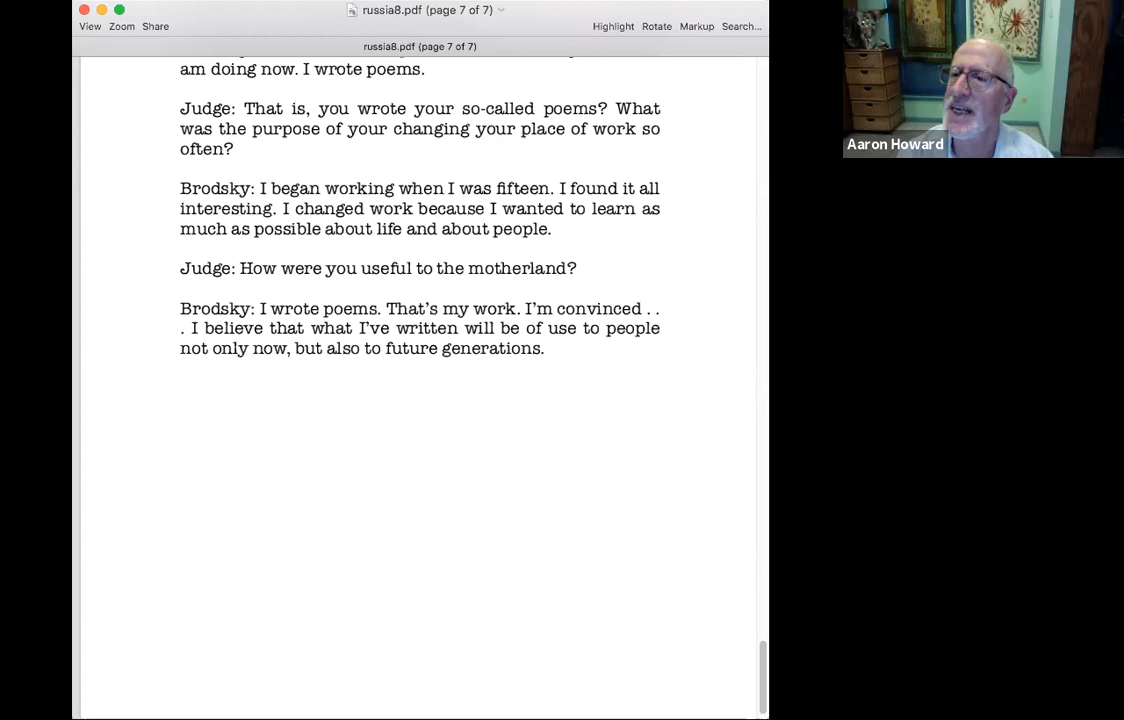 russia8.pdf (page 7 of 7)
View Zoom Share Highlight Rotate Markup Search...
russia8.pdf (page 7 of 7)
am doing now. I wrote poems.
Judge: That is, you wrote your so-called poems? What
was the purpose of your changing your place of work so
often?
Brodsky: I began working when I was fifteen. I found it all
interesting. I changed work because I wanted to learn as
much as possible about life and about people.
Judge: How were you useful to the motherland?
Brodsky: I wrote poems. That’s my work. I’m convinced . .
. I believe that what I’ve written will be of use to people
not only now, but also to future generations.
Aaron Howard